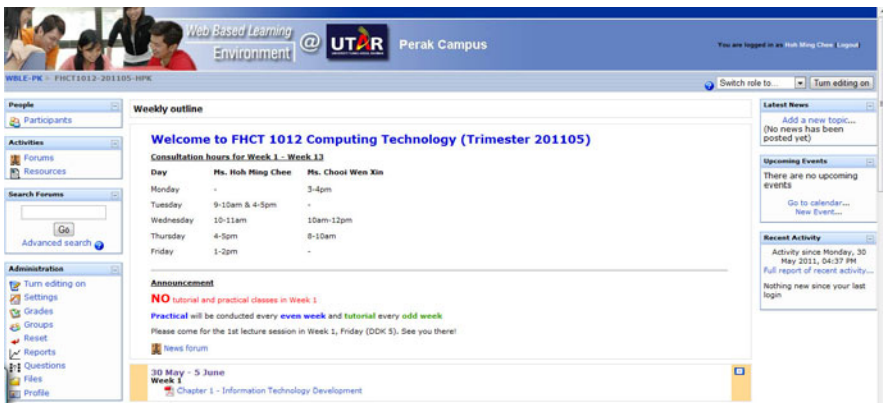 Web Based Learning
Environment @ UTAR Perak Campus
You are logged in as Hoh Ming Chee (Logout)
WBLE-PK ► FHCT1012-201105-HPK
Switch role to...
Turn editing on
People
Participants
Activities
Forums
Resources
Search Forums
Go
Advanced search
Administration
Turn editing on
Settings
Grades
Groups
Reset
Reports
Questions
Files
Profile
Weekly outline
Welcome to FHCT 1012 Computing Technology (Trimester 201105)
Consultation hours for Week 1 - Week 13
Day Ms. Hoh Ming Chee Ms. Chooi Wen Xin
Monday - 3-4pm
Tuesday 9-10am & 4-5pm -
Wednesday 10-11am 10am-12pm
Thursday 4-5pm 8-10am
Friday 1-2pm -
Announcement
NO tutorial and practical classes in Week 1
Practical will be conducted every even week and tutorial every odd week
Please come for the 1st lecture session in Week 1, Friday (DDK 5). See you there!
News forum
30 May - 5 June
Week 1
Chapter 1 - Information Technology Development
Latest News
Add a new topic...
(No news has been
posted yet)
Upcoming Events
There are no upcoming
events
Go to calendar...
New Event...
Recent Activity
Activity since Monday, 30
May 2011, 04:37 PM
Full report of recent activity...
Nothing new since your last
login